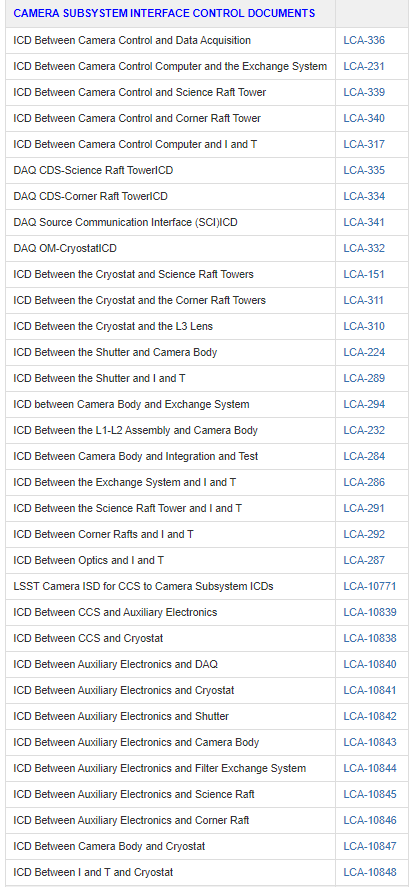 CAMERA SUBSYSTEM INTERFACE CONTROL DOCUMENTS
ICD Between Camera Control and Data Acquisition LCA-336
ICD Between Camera Control Computer and the Exchange System LCA-231
ICD Between Camera Control and Science Raft Tower LCA-339
ICD Between Camera Control and Corner Raft Tower LCA-340
ICD Between Camera Control Computer and I and T LCA-317
DAQ CDS-Science Raft TowerICD LCA-335
DAQ CDS-Corner Raft TowerICD LCA-334
DAQ Source Communication Interface (SCI)ICD LCA-341
DAQ OM-CryostatICD LCA-332
ICD Between the Cryostat and Science Raft Towers LCA-151
ICD Between the Cryostat and the Corner Raft Towers LCA-311
ICD Between the Cryostat and the L3 Lens LCA-310
ICD Between the Shutter and Camera Body LCA-224
ICD Between the Shutter and I and T LCA-289
ICD between Camera Body and Exchange System LCA-294
ICD Between the L1-L2 Assembly and Camera Body LCA-232
ICD Between Camera Body and Integration and Test LCA-284
ICD Between the Exchange System and I and T LCA-286
ICD Between the Science Raft Tower and I and T LCA-291
ICD Between Corner Rafts and I and T LCA-292
ICD Between Optics and I and T LCA-287
LSST Camera ISD for CCS to Camera Subsystem ICDs LCA-10771
ICD Between CCS and Auxiliary Electronics LCA-10839
ICD Between CCS and Cryostat LCA-10838
ICD Between Auxiliary Electronics and DAQ LCA-10840
ICD Between Auxiliary Electronics and Cryostat LCA-10841
ICD Between Auxiliary Electronics and Shutter LCA-10842
ICD Between Auxiliary Electronics and Camera Body LCA-10843
ICD Between Auxiliary Electronics and Filter Exchange System LCA-10844
ICD Between Auxiliary Electronics and Science Raft LCA-10845
ICD Between Auxiliary Electronics and Corner Raft LCA-10846
ICD Between Camera Body and Cryostat LCA-10847
ICD Between I and T and Cryostat LCA-10848